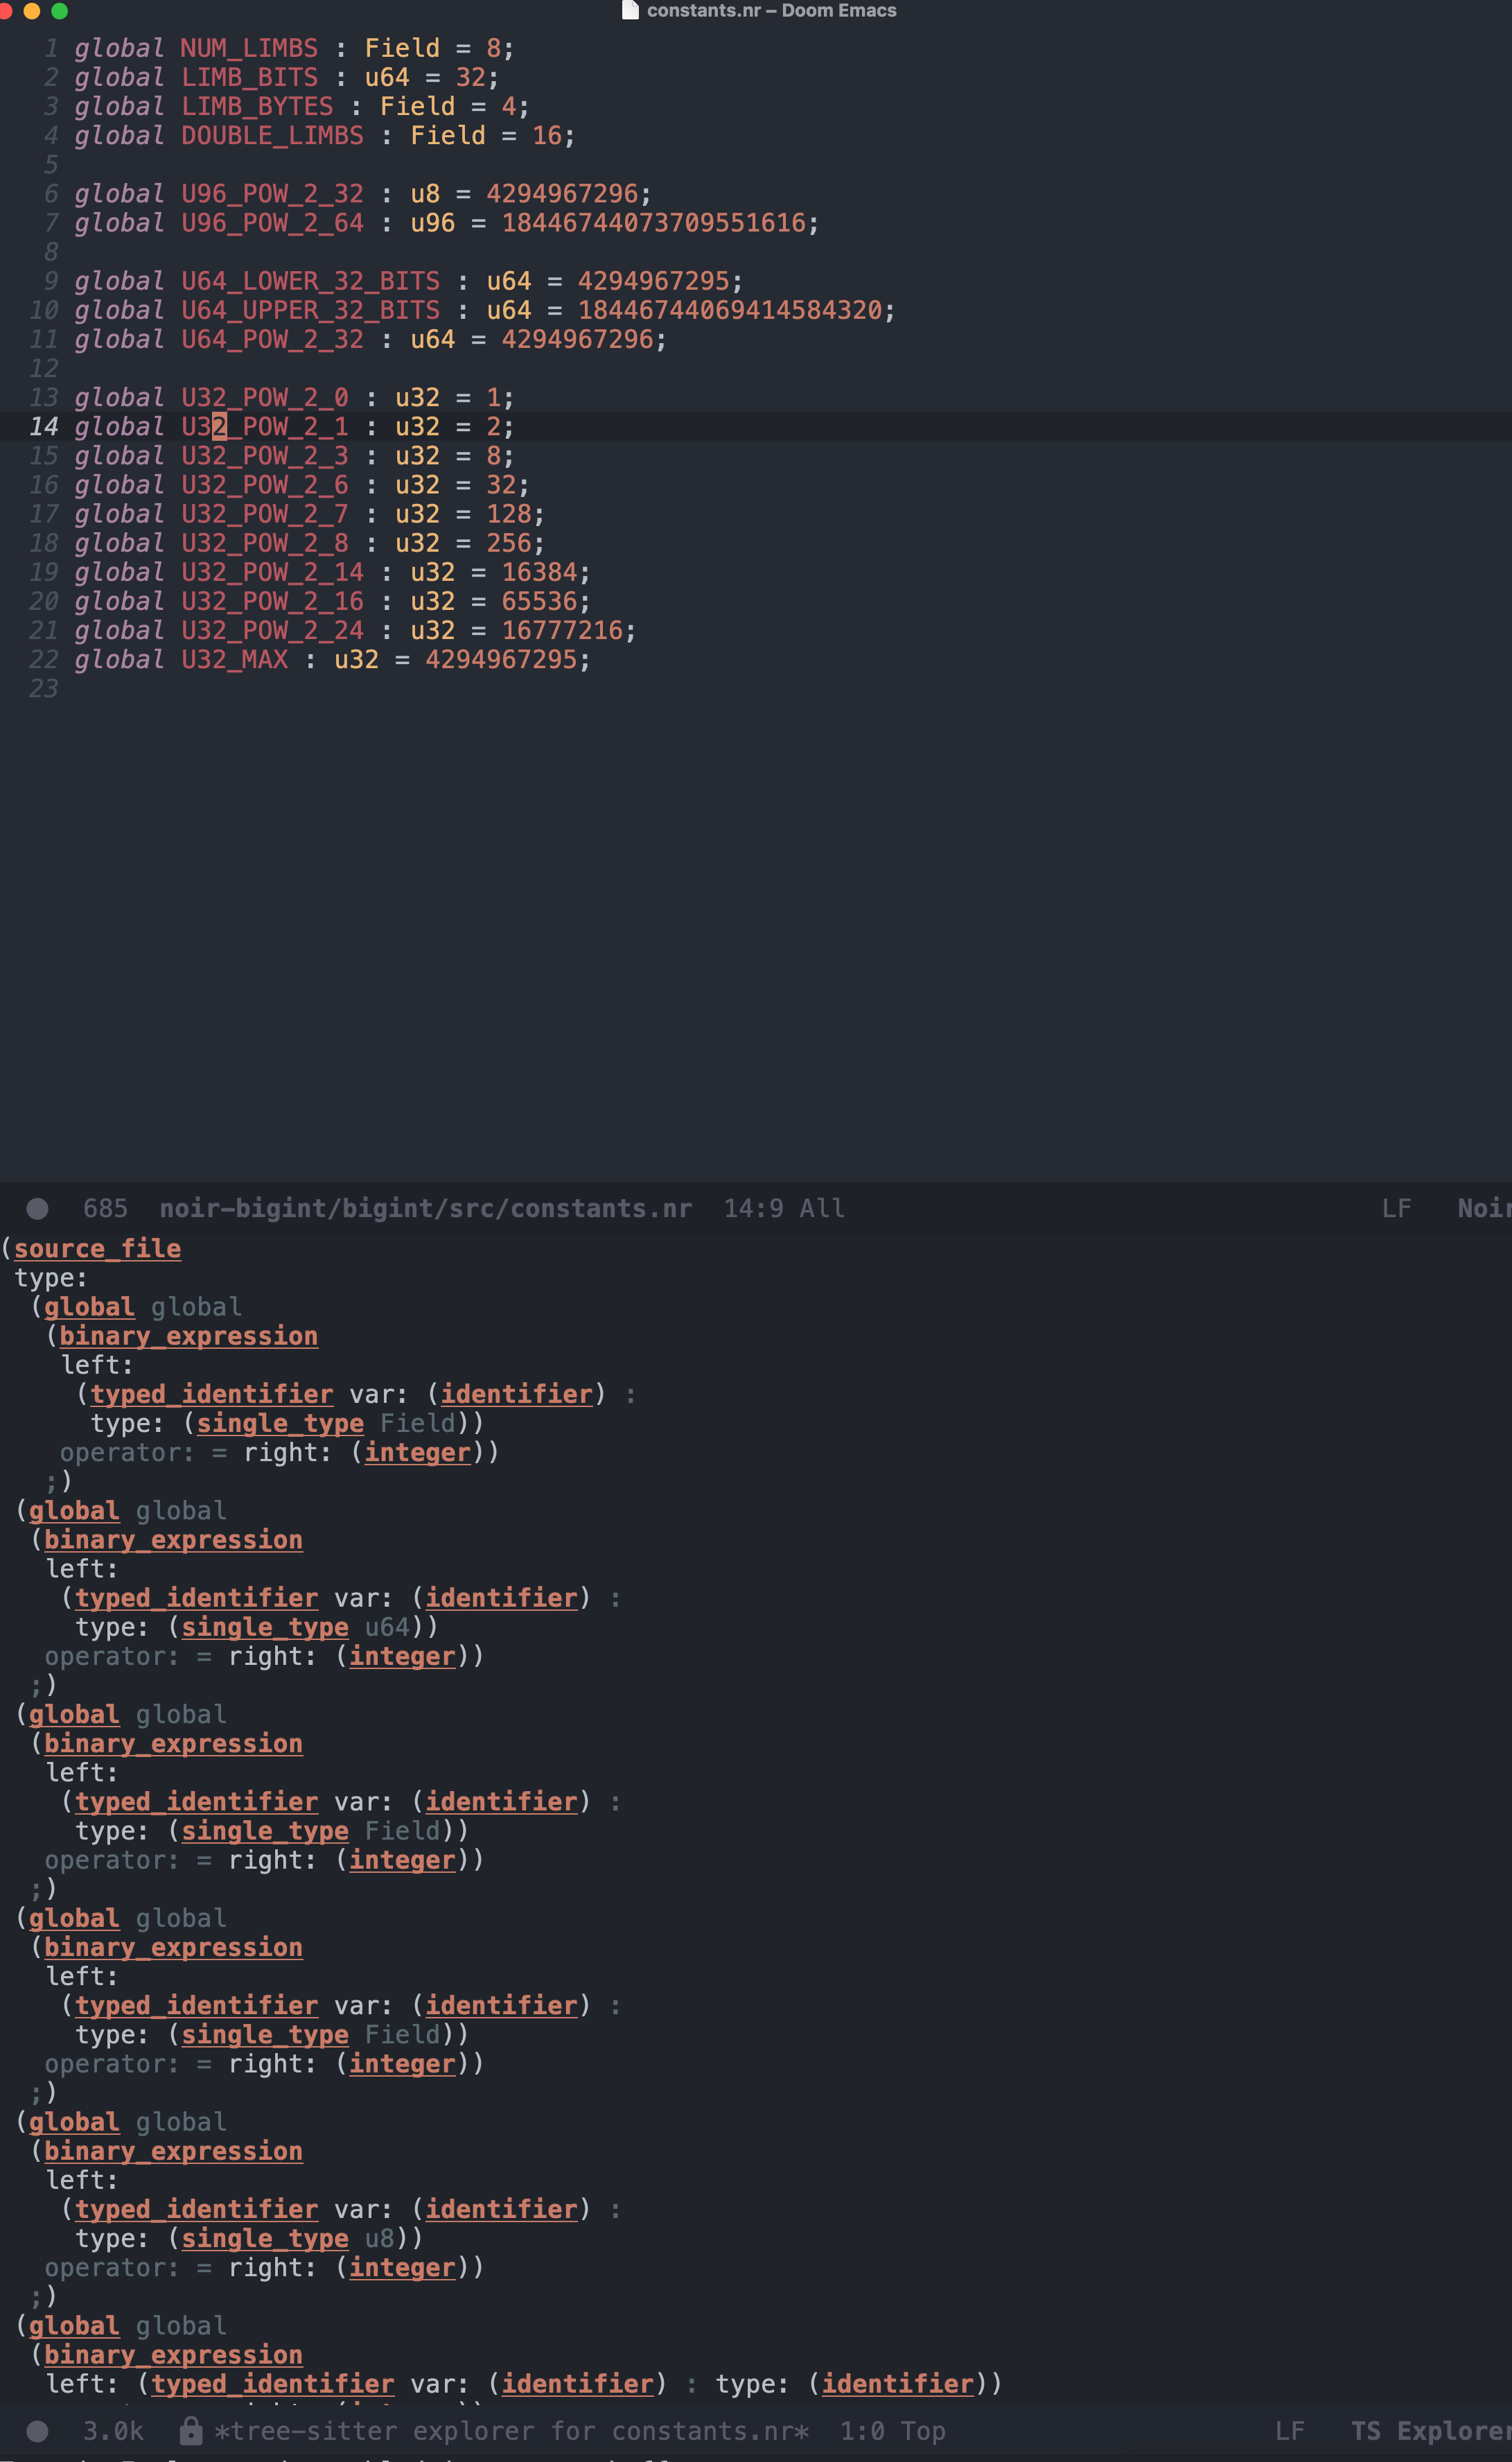 constants.nr – Doom Emacs
1 global NUM_LIMBS : Field = 8;
2 global LIMB_BITS : u64 = 32;
3 global LIMB_BYTES : Field = 4;
4 global DOUBLE_LIMBS : Field = 16;
5
6 global U96_POW_2_32 : u8 = 4294967296;
7 global U96_POW_2_64 : u96 = 18446744073709551616;
8
9 global U64_LOWER_32_BITS : u64 = 4294967295;
10 global U64_UPPER_32_BITS : u64 = 18446744069414584320;
11 global U64_POW_2_32 : u64 = 4294967296;
12
13 global U32_POW_2_0 : u32 = 1;
14 global U32_POW_2_1 : u32 = 2;
15 global U32_POW_2_3 : u32 = 8;
16 global U32_POW_2_6 : u32 = 32;
17 global U32_POW_2_7 : u32 = 128;
18 global U32_POW_2_8 : u32 = 256;
19 global U32_POW_2_14 : u32 = 16384;
20 global U32_POW_2_16 : u32 = 65536;
21 global U32_POW_2_24 : u32 = 16777216;
22 global U32_MAX : u32 = 4294967295;
23
685 noir-bigint/bigint/src/constants.nr 14:9 All LF Noir
(source_file
type:
(global global
(binary_expression
left:
(typed_identifier var: (identifier) :
type: (single_type Field))
operator: = right: (integer))
;)
(global global
(binary_expression
left:
(typed_identifier var: (identifier) :
type: (single_type u64))
operator: = right: (integer))
;)
(global global
(binary_expression
left:
(typed_identifier var: (identifier) :
type: (single_type Field))
operator: = right: (integer))
;)
(global global
(binary_expression
left:
(typed_identifier var: (identifier) :
type: (single_type Field))
operator: = right: (integer))
;)
(global global
(binary_expression
left:
(typed_identifier var: (identifier) :
type: (single_type u8))
operator: = right: (integer))
;)
(global global
(binary_expression
left: (typed_identifier var: (identifier) : type: (identifier))
3.0k *tree-sitter explorer for constants.nr* 1:0 Top LF TS Explorer